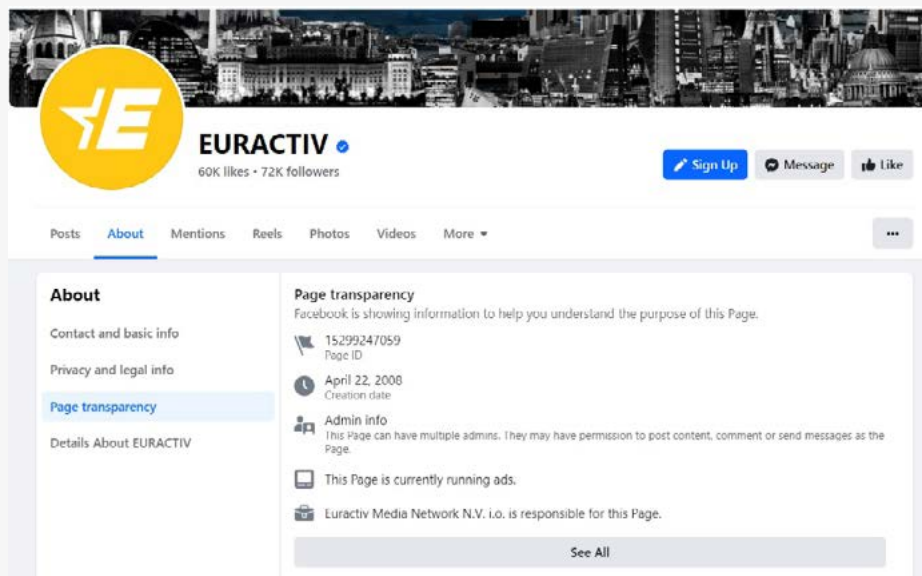 E
EURACTIV
60K likes • 72K followers
Sign Up
Message
Like
Posts
About
Mentions
Reels
Photos
Videos
More
About
Contact and basic info
Privacy and legal info
Page transparency
Details About EURACTIV
Page transparency
Facebook is showing information to help you understand the purpose of this Page.
15299247059
Page ID
April 22, 2008
Creation date
Admin info
This Page can have multiple admins. They may have permission to post content, comment or send messages as the
Page.
This Page is currently running ads.
Euractiv Media Network N.V. i.o. is responsible for this Page.
See All